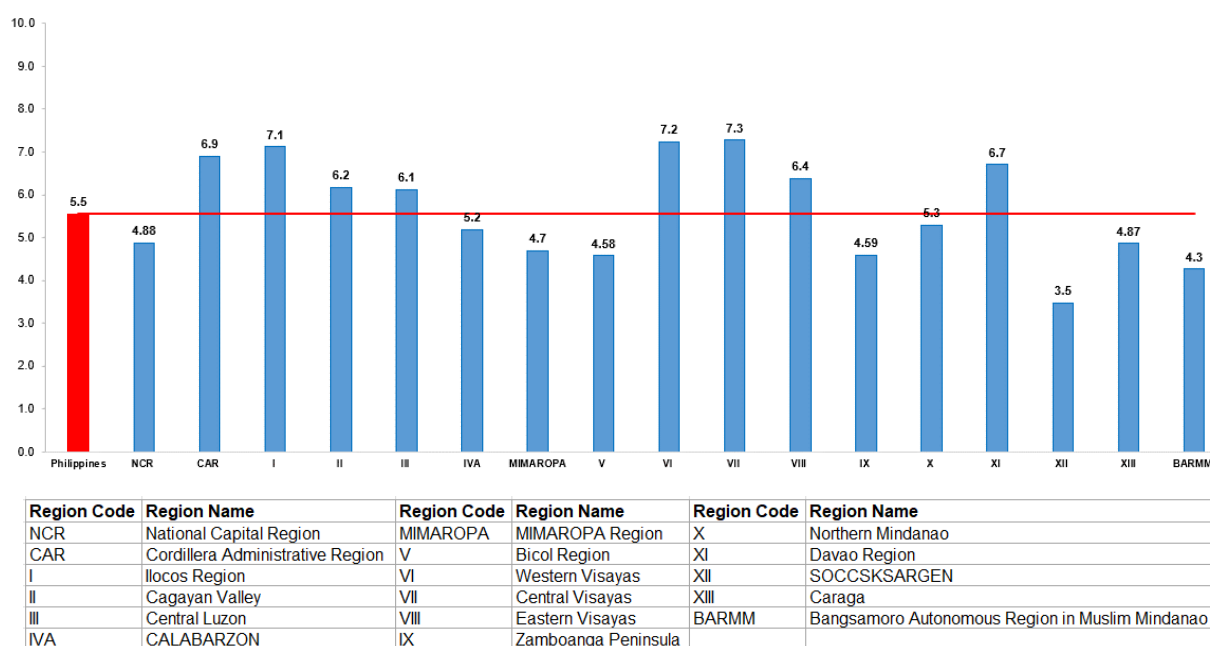 10.0
9.0
8.0
7.0
6.0
5.0
4.0
3.0
2.0
1.0
0.0
5.5 4.88 6.9 7.1 6.2 6.1 5.2 4.7 4.58 7.2 7.3 6.4 4.59 5.3 6.7 3.5 4.87 4.3
Philippines NCR CAR I II III IVA MIMAROPA V VI VII VIII IX X XI XII XIII BARMM
Region Code Region Name Region Code Region Name Region Code Region Name
NCR National Capital Region MIMAROPA MIMAROPA Region X Northern Mindanao
CAR Cordillera Administrative Region V Bicol Region XI Davao Region
I Ilocos Region VI Western Visayas XII SOCCSKSARGEN
II Cagayan Valley VII Central Visayas XIII Caraga
III Central Luzon VIII Eastern Visayas BARMM Bangsamoro Autonomous Region in Muslim Mindanao
IVA CALABARZON IX Zamboanga Peninsula